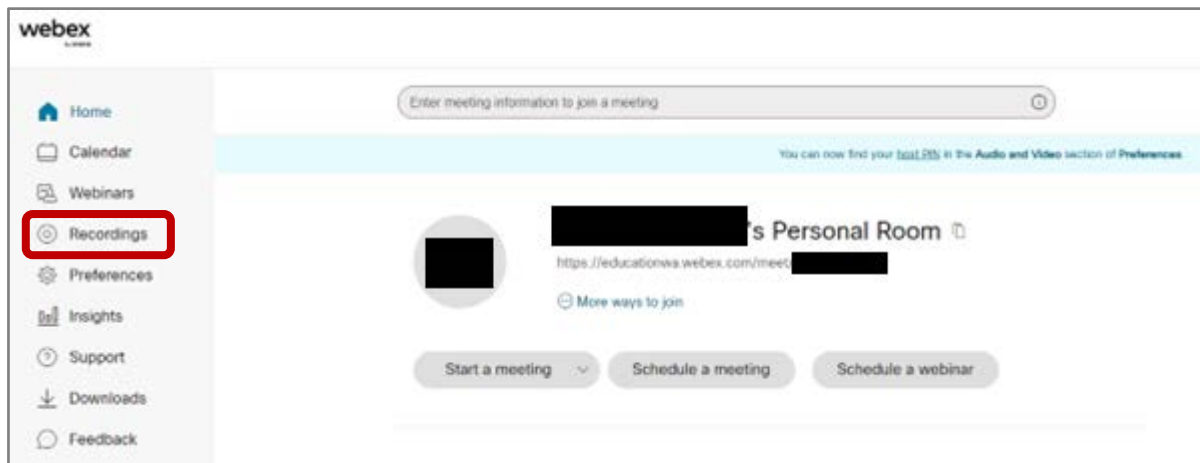 webex
Home
Calendar
Webinars
Recordings
Preferences
Insights
Support
Downloads
Feedback
Enter meeting information to join a meeting
You can now find your host PIN in the Audio and Video section of Preferences
's Personal Room
https://educationwa.webex.com/meet
More ways to join
Start a meeting
Schedule a meeting
Schedule a webinar